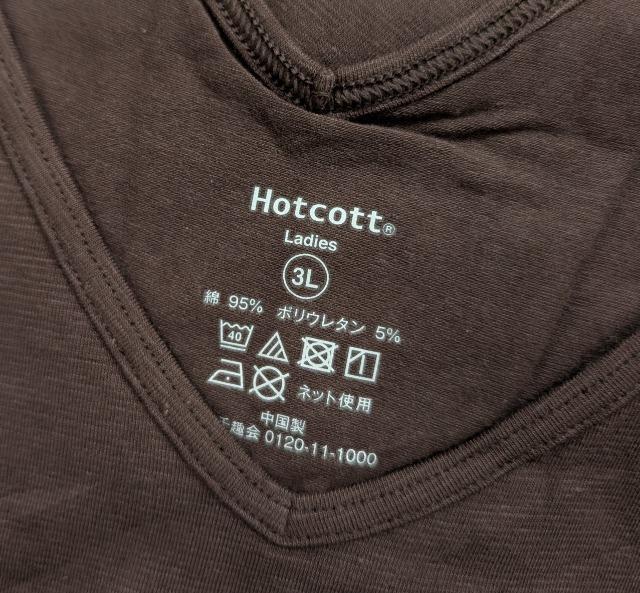 Hotcott®
Ladies
3L
綿 95% ポリウレタン 5%
40
ネット使用
中国製
千趣会 0120-11-1000